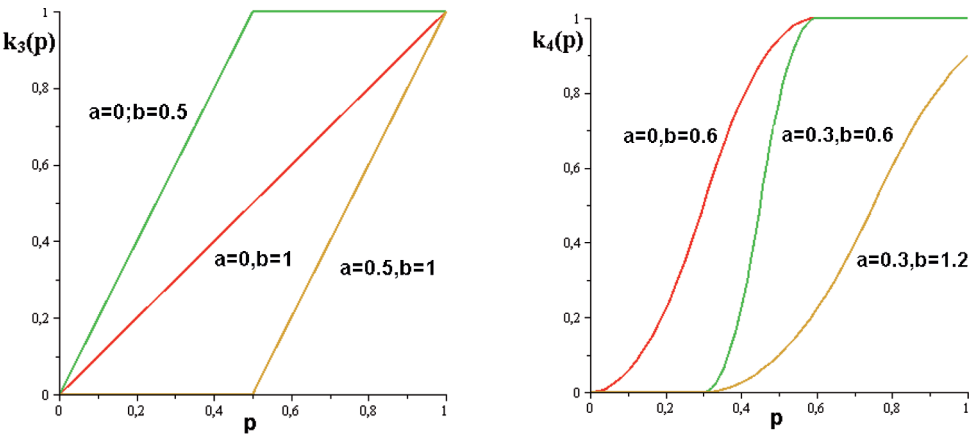 1
k₃(p)
0,8
a=0;b=0.5
0,6
0,4
a=0,b=1
a=0.5,b=1
0,2
0
0 0,2 0,4 0,6 0,8 1
p
1
k₄(p)
0,8
a=0,b=0.6
a=0.3,b=0.6
0,6
0,4
a=0.3,b=1.2
0,2
0
0 0,2 0,4 0,6 0,8 1
p